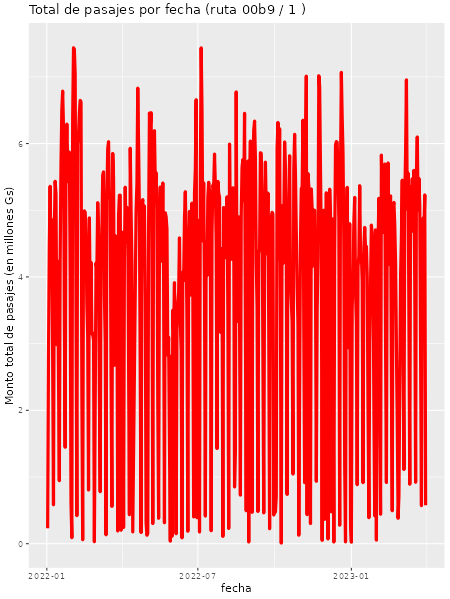 Total de pasajes por fecha (ruta 00b9 / 1 )
Monto total de pasajes (en millones Gs)
6
4
2
0
2022-01
2022-07
2023-01
fecha